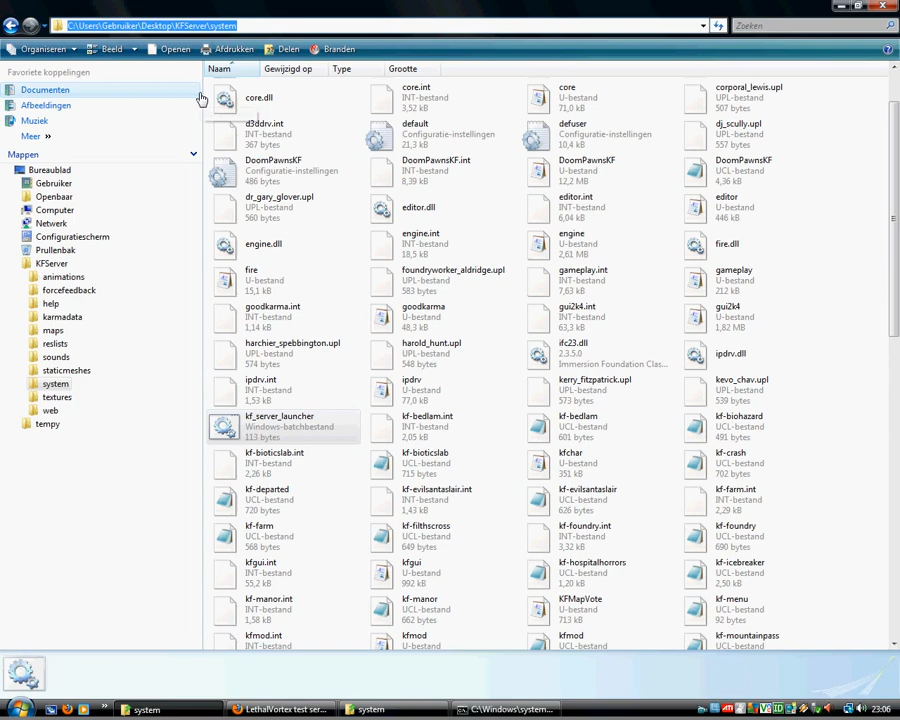 C:\Users\Gebruiker\Desktop\KFServer\system
Zoeken
Organiseren Beeld Openen Afdrukken Delen Branden
Favoriete koppelingen
Documenten
Afbeeldingen
Muziek
Meer »
Mappen
Bureaublad
Gebruiker
Openbaar
Computer
Netwerk
Configuratiescherm
Prullenbak
KFServer
animations
forcefeedback
help
karmadata
maps
reslists
sounds
staticmeshes
system
textures
web
tempy
Naam Gewijzigd op Type Grootte
core.dll
core.int
INT-bestand
3,52 kB
core
U-bestand
71,0 kB
corporal_lewis.upl
UPL-bestand
507 bytes
d3ddrv.int
INT-bestand
367 bytes
default
Configuratie-instellingen
21,3 kB
defuser
Configuratie-instellingen
10,4 kB
dj_scully.upl
UPL-bestand
557 bytes
DoomPawnsKF
Configuratie-instellingen
486 bytes
DoomPawnsKF.int
INT-bestand
8,39 kB
DoomPawnsKF
U-bestand
12,2 MB
DoomPawnsKF
UCL-bestand
4,36 kB
dr_gary_glover.upl
UPL-bestand
560 bytes
editor.dll
editor.int
INT-bestand
6,04 kB
editor
U-bestand
446 kB
engine.dll
engine.int
INT-bestand
18,5 kB
engine
U-bestand
2,61 MB
fire.dll
fire
U-bestand
15,1 kB
foundryworker_aldridge.upl
UPL-bestand
583 bytes
gameplay.int
INT-bestand
7,63 kB
gameplay
U-bestand
212 kB
goodkarma.int
INT-bestand
1,14 kB
goodkarma
U-bestand
48,3 kB
gui2k4.int
INT-bestand
63,3 kB
gui2k4
U-bestand
1,82 MB
harchier_spebbington.upl
UPL-bestand
574 bytes
harold_hunt.upl
UPL-bestand
548 bytes
ifc23.dll
2.3.5.0
Immersion Foundation Clas...
ipdrv.dll
ipdrv.int
INT-bestand
1,53 kB
ipdrv
U-bestand
77,0 kB
kerry_fitzpatrick.upl
UPL-bestand
573 bytes
kevo_chav.upl
UPL-bestand
539 bytes
kf_server_launcher
Windows-batchbestand
113 bytes
kf-bedlam.int
INT-bestand
2,05 kB
kf-bedlam
UCL-bestand
601 bytes
kf-biohazard
UCL-bestand
491 bytes
kf-bioticslab.int
INT-bestand
2,26 kB
kf-bioticslab
UCL-bestand
715 bytes
kfchar
U-bestand
351 kB
kf-crash
UCL-bestand
702 bytes
kf-departed
UCL-bestand
720 bytes
kf-evilsantaslair.int
INT-bestand
1,43 kB
kf-evilsantaslair
UCL-bestand
626 bytes
kf-farm.int
INT-bestand
2,29 kB
kf-farm
UCL-bestand
568 bytes
kf-filthscross
UCL-bestand
649 bytes
kf-foundry.int
INT-bestand
3,32 kB
kf-foundry
UCL-bestand
690 bytes
kfgui.int
INT-bestand
55,2 kB
kfgui
U-bestand
992 kB
kf-hospitalhorrors
UCL-bestand
1,20 kB
kf-icebreaker
UCL-bestand
2,50 kB
kf-manor.int
INT-bestand
1,58 kB
kf-manor
UCL-bestand
662 bytes
KFMapVote
U-bestand
713 kB
kf-menu
UCL-bestand
92 bytes
kfmod.int
INT-bestand
kfmod
U-bestand
kfmod
UCL-bestand
kf-mountainpass
UCL-bestand
» system LethalVortex test ser... system C:\Windows\system... 23:06